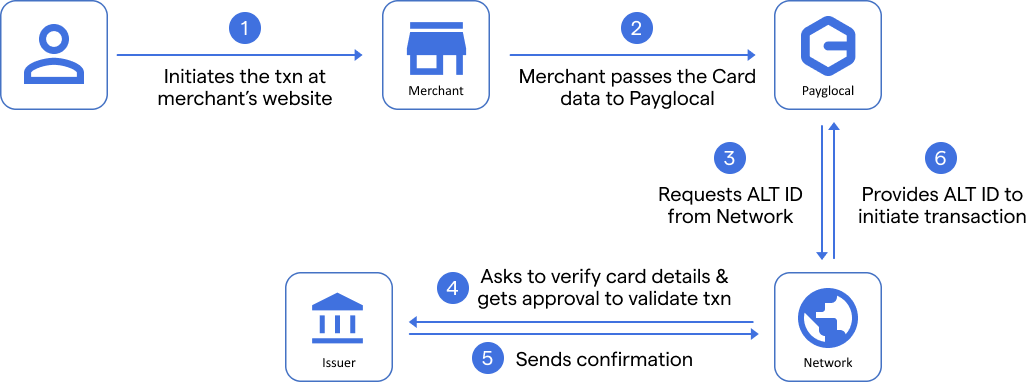 1
Initiates the txn at
merchant’s website
Merchant
2
Merchant passes the Card
data to Payglocal
Payglocal
3
Requests ALT ID
from Network
6
Provides ALT ID to
initiate transaction
4
Asks to verify card details &
gets approval to validate txn
5
Sends confirmation
Issuer
Network